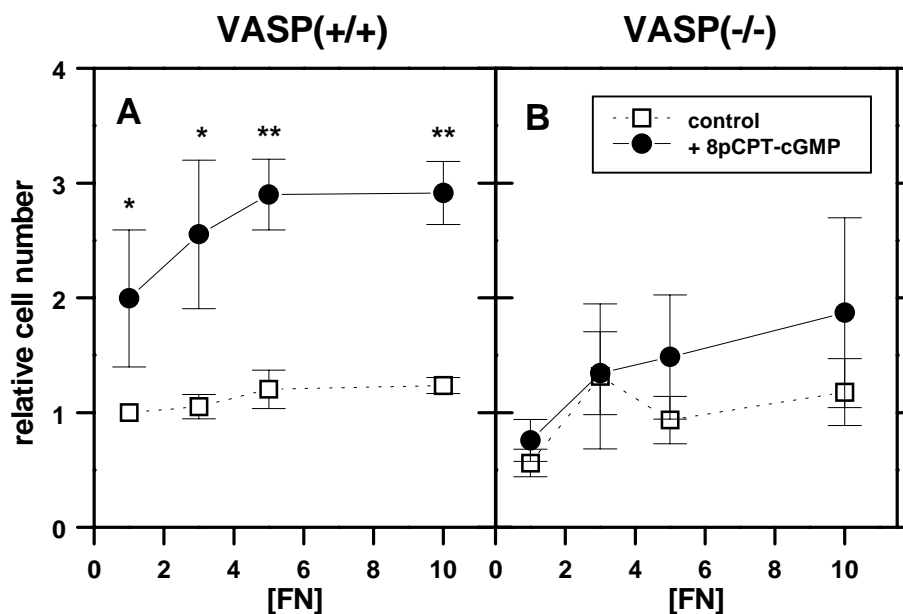 VASP(+/+) VASP(-/-)
4
3
2
1
0
relative cell number
A
*
*
**
**
B
control
+ 8pCPT-cGMP
0 2 4 6 8 10 0 2 4 6 8 10
[FN] [FN]